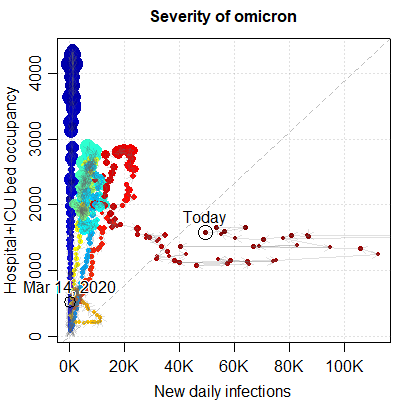 Severity of omicron
Hospital+ICU bed occupancy
4000
3000
2000
1000
0
Today
Mar 14, 2020
0K
20K
40K
60K
80K
100K
New daily infections